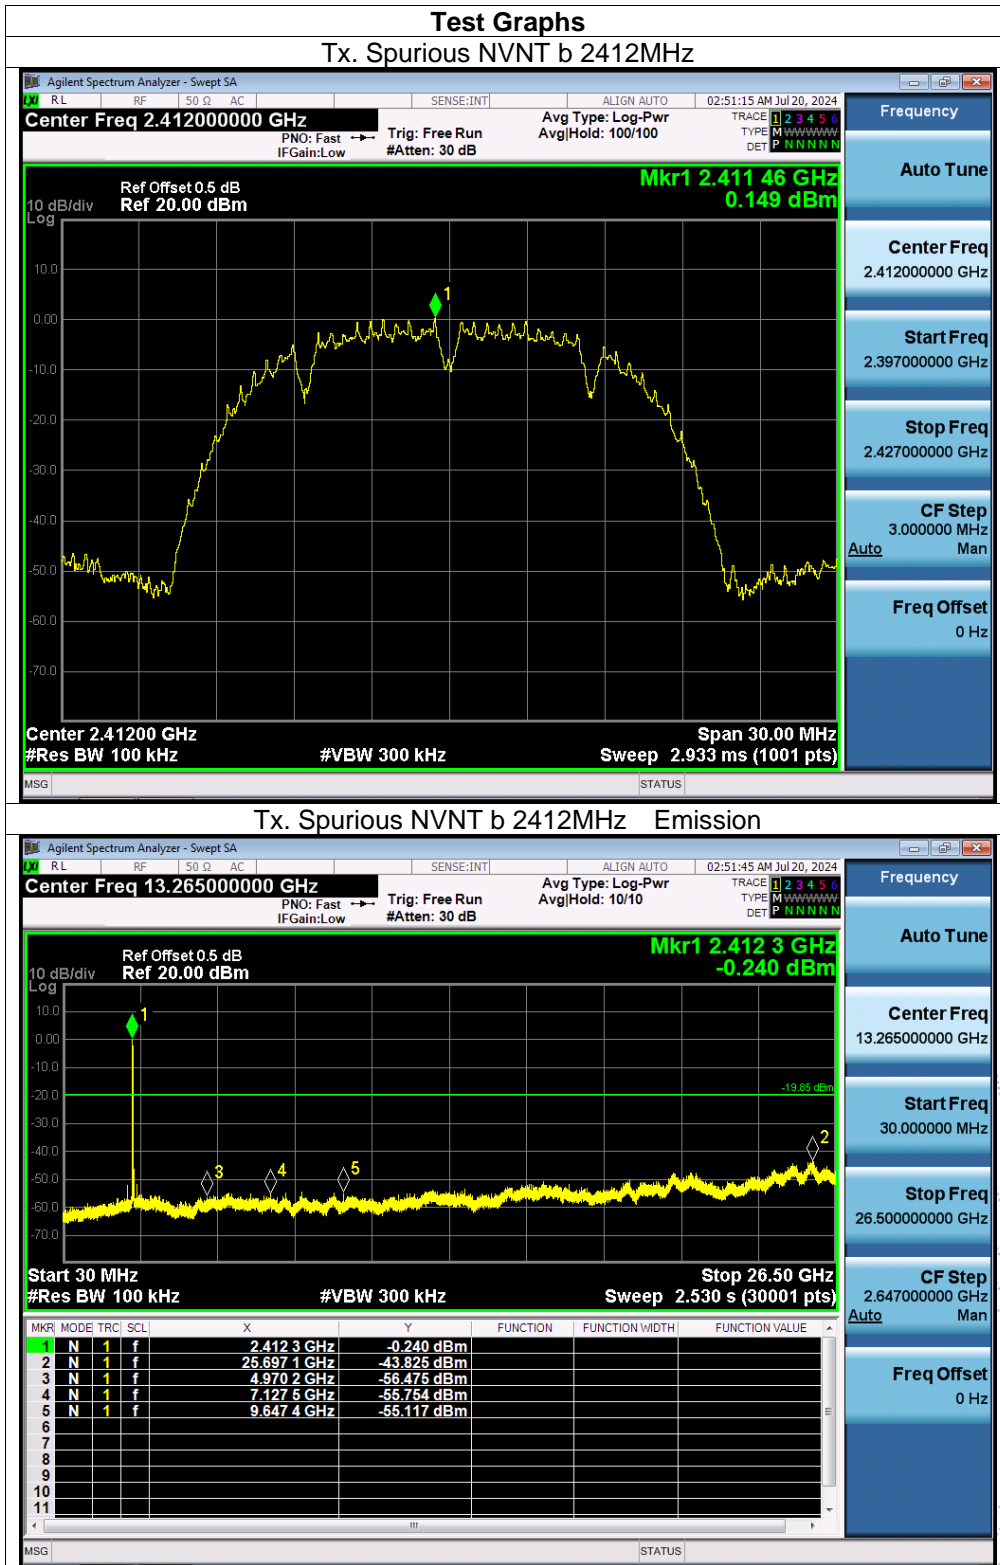 Test Graphs
Tx. Spurious NVNT b 2412MHz
Agilent Spectrum Analyzer - Swept SA
LXI RL RF 50 Ω AC SENSE:INT ALIGN AUTO 02:51:15 AM Jul 20, 2024
Center Freq 2.412000000 GHz
PNO: Fast
IFGain:Low
Trig: Free Run
#Atten: 30 dB
Avg Type: Log-Pwr
Avg|Hold: 100/100
TRACE 1 2 3 4 5 6
TYPE M W W W W W
DET P N N N N N
Frequency
Mkr1 2.411 46 GHz
0.149 dBm
Ref Offset 0.5 dB
10 dB/div Ref 20.00 dBm
Log
10.0
0.00
-10.0
-20.0
-30.0
-40.0
-50.0
-60.0
-70.0
1
Center 2.41200 GHz Span 30.00 MHz
#Res BW 100 kHz #VBW 300 kHz Sweep 2.933 ms (1001 pts)
Auto Tune
Center Freq
2.412000000 GHz
Start Freq
2.397000000 GHz
Stop Freq
2.427000000 GHz
CF Step
3.000000 MHz
Auto Man
Freq Offset
0 Hz
MSG STATUS
Tx. Spurious NVNT b 2412MHz Emission
Agilent Spectrum Analyzer - Swept SA
LXI RL RF 50 Ω AC SENSE:INT ALIGN AUTO 02:51:45 AM Jul 20, 2024
Center Freq 13.265000000 GHz
PNO: Fast
IFGain:Low
Trig: Free Run
#Atten: 30 dB
Avg Type: Log-Pwr
Avg|Hold: 10/10
TRACE 1 2 3 4 5 6
TYPE M W W W W W
DET P N N N N N
Frequency
Mkr1 2.412 3 GHz
-0.240 dBm
Ref Offset 0.5 dB
10 dB/div Ref 20.00 dBm
Log
10.0
0.00
-10.0
-20.0
-30.0
-40.0
-50.0
-60.0
-70.0
1
-19.85 dBm
2
3
4
5
Start 30 MHz Stop 26.50 GHz
#Res BW 100 kHz #VBW 300 kHz Sweep 2.530 s (30001 pts)
MKR MODE TRC SCL X Y FUNCTION FUNCTION WIDTH FUNCTION VALUE
1 N 1 f 2.412 3 GHz -0.240 dBm
2 N 1 f 25.697 1 GHz -43.825 dBm
3 N 1 f 4.970 2 GHz -56.475 dBm
4 N 1 f 7.127 5 GHz -55.754 dBm
5 N 1 f 9.647 4 GHz -55.117 dBm
6
7
8
9
10
11
Auto Tune
Center Freq
13.265000000 GHz
Start Freq
30.000000 MHz
Stop Freq
26.500000000 GHz
CF Step
2.647000000 GHz
Auto Man
Freq Offset
0 Hz
MSG STATUS